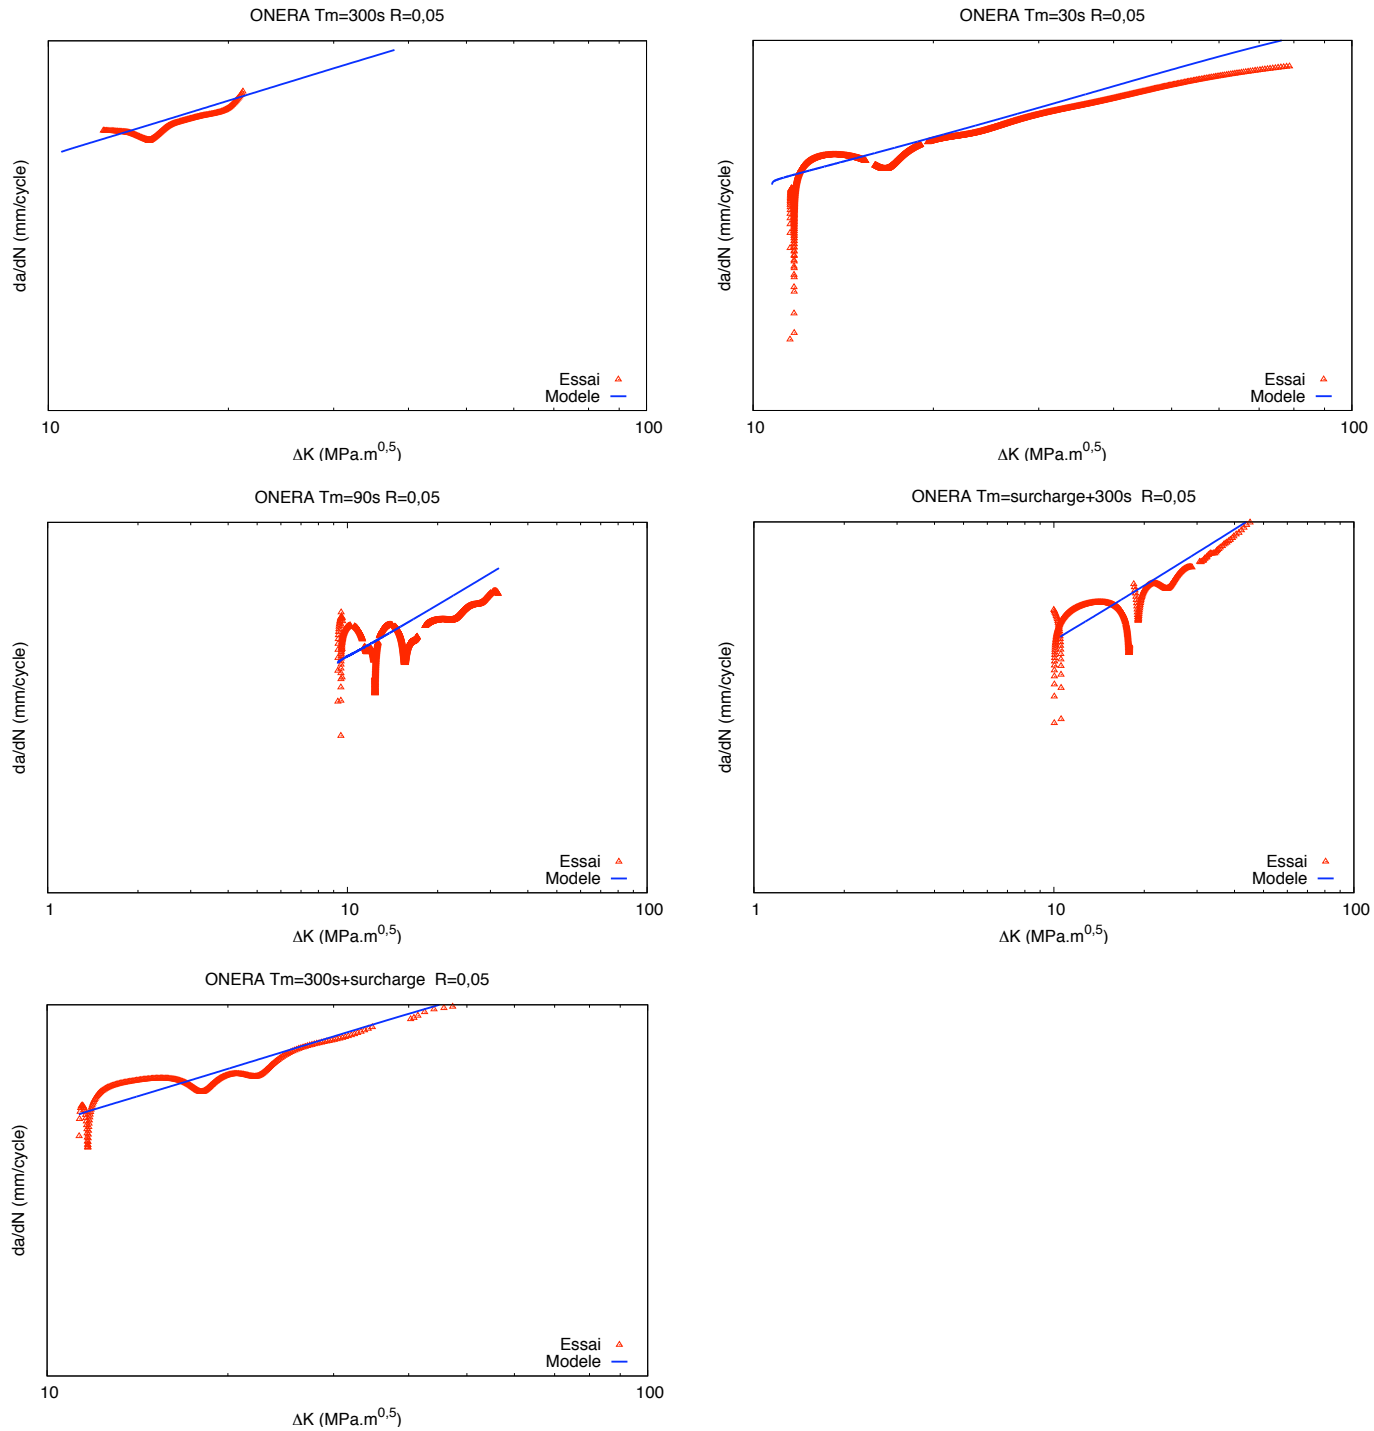 ONERA Tm=300s R=0,05
da/dN (mm/cycle)
Essai
Modele
10
100
ΔK (MPa.m^0,5)
ONERA Tm=30s R=0,05
da/dN (mm/cycle)
Essai
Modele
10
100
ΔK (MPa.m^0,5)
ONERA Tm=90s R=0,05
da/dN (mm/cycle)
Essai
Modele
1
10
100
ΔK (MPa.m^0,5)
ONERA Tm=surcharge+300s R=0,05
da/dN (mm/cycle)
Essai
Modele
1
10
100
ΔK (MPa.m^0,5)
ONERA Tm=300s+surcharge R=0,05
da/dN (mm/cycle)
Essai
Modele
10
100
ΔK (MPa.m^0,5)